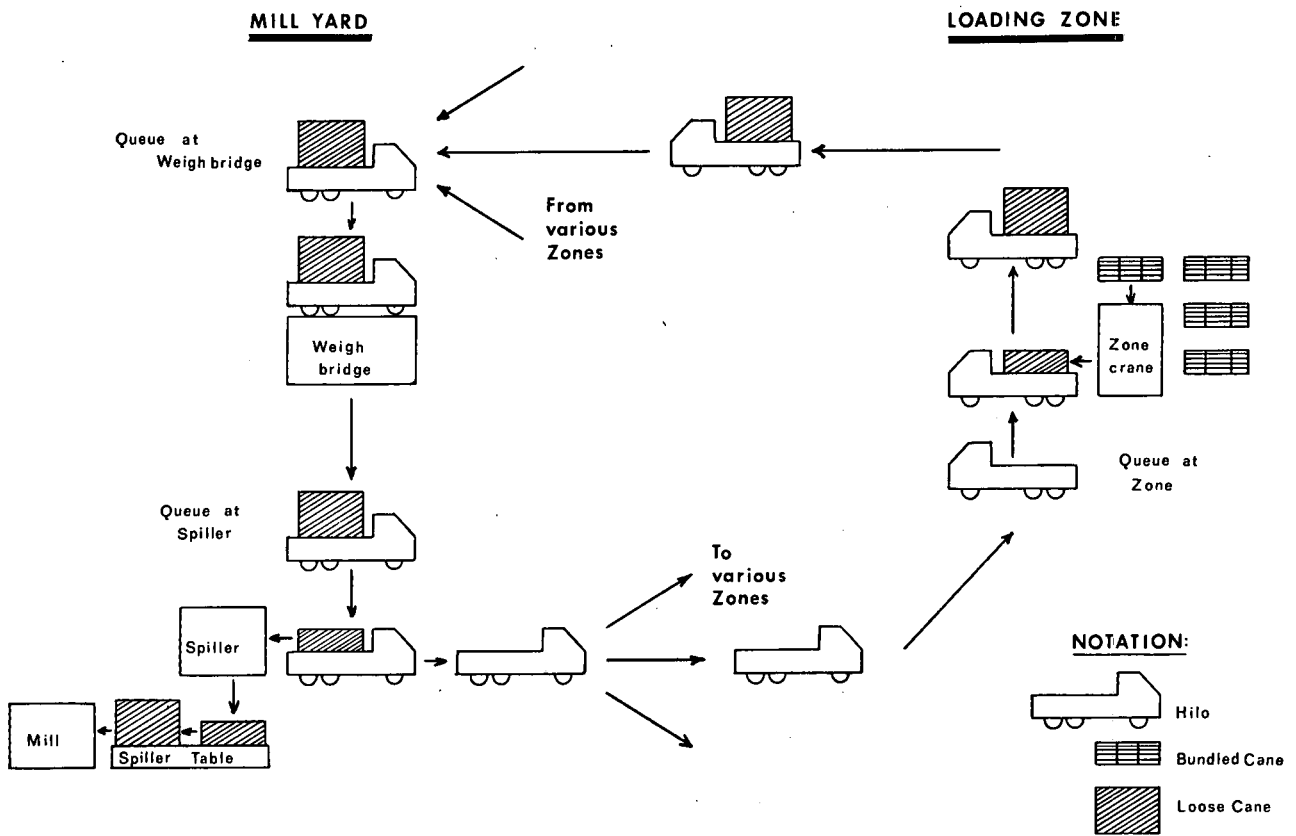 MILL YARD
LOADING ZONE
Queue at
Weigh bridge
From
various
Zones
Weigh
bridge
Zone
crane
Queue at
Zone
Queue at
Spiller
To
various
Zones
Spiller
Mill
Spiller Table
NOTATION:
Hilo
Bundled Cane
Loose Cane